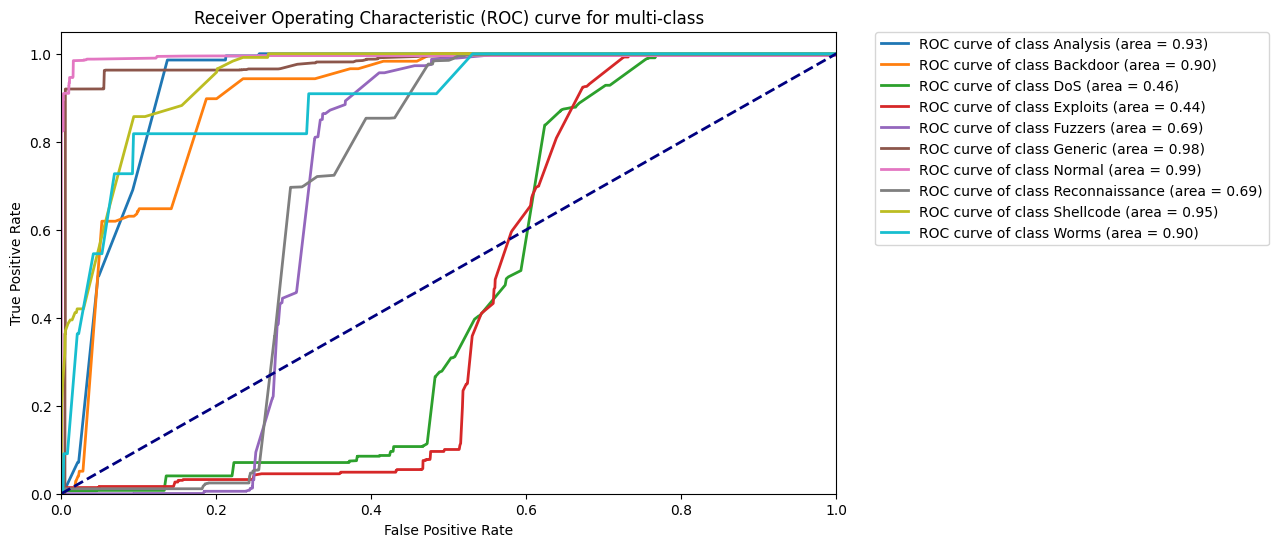 Receiver Operating Characteristic (ROC) curve for multi-class
1.0
0.8
0.6
0.4
0.2
0.0
True Positive Rate
0.0 0.2 0.4 0.6 0.8 1.0
False Positive Rate
ROC curve of class Analysis (area = 0.93)
ROC curve of class Backdoor (area = 0.90)
ROC curve of class DoS (area = 0.46)
ROC curve of class Exploits (area = 0.44)
ROC curve of class Fuzzers (area = 0.69)
ROC curve of class Generic (area = 0.98)
ROC curve of class Normal (area = 0.99)
ROC curve of class Reconnaissance (area = 0.69)
ROC curve of class Shellcode (area = 0.95)
ROC curve of class Worms (area = 0.90)